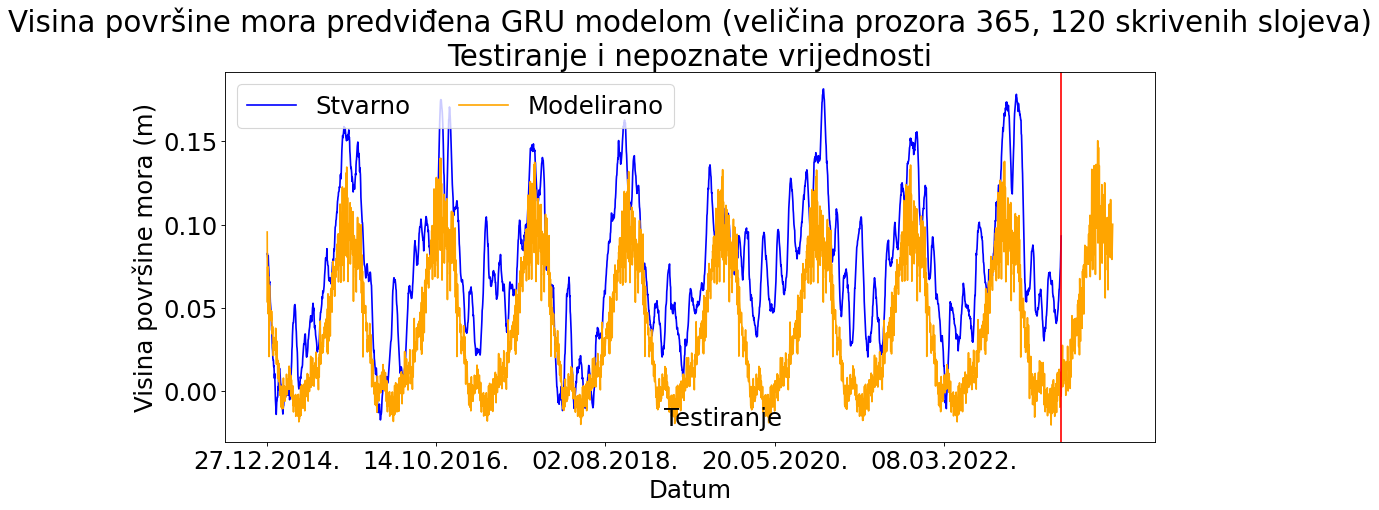 Visina površine mora predviđena GRU modelom (veličina prozora 365, 120 skrivenih slojeva)
Testiranje i nepoznate vrijednosti
Stvarno Modelirano
Visina površine mora (m)
0.15
0.10
0.05
0.00
Testiranje
27.12.2014. 14.10.2016. 02.08.2018. 20.05.2020. 08.03.2022.
Datum